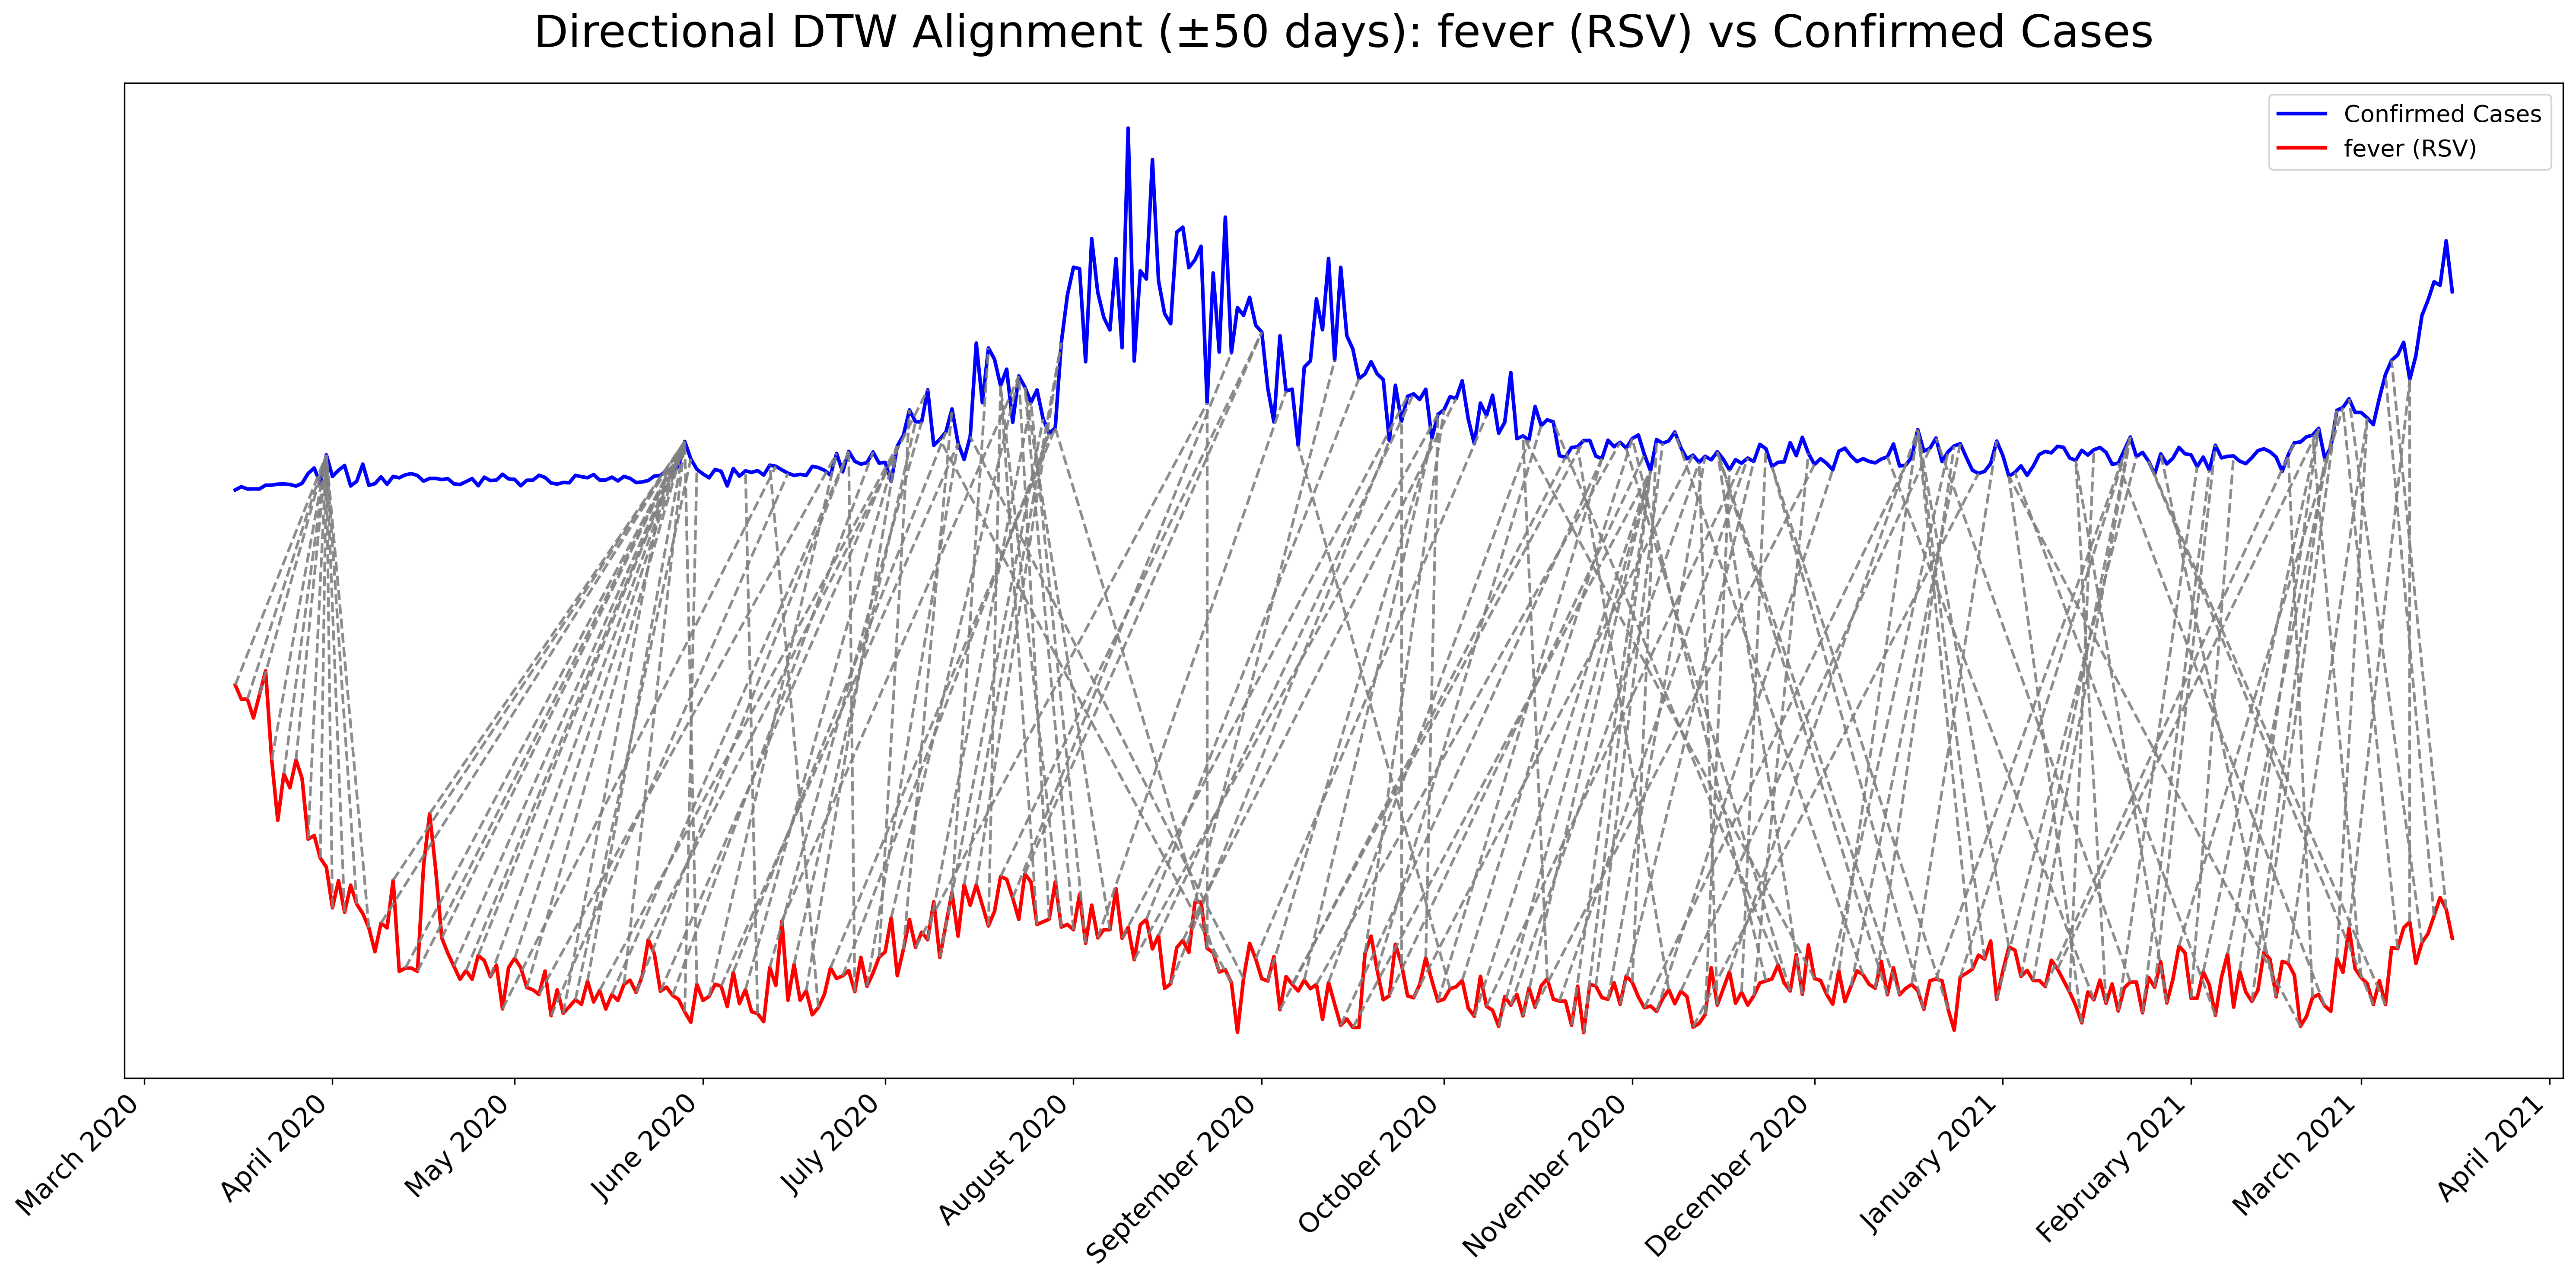 Directional DTW Alignment (±50 days): fever (RSV) vs Confirmed Cases
Confirmed Cases
fever (RSV)
March 2020
April 2020
May 2020
June 2020
July 2020
August 2020
September 2020
October 2020
November 2020
December 2020
January 2021
February 2021
March 2021
April 2021